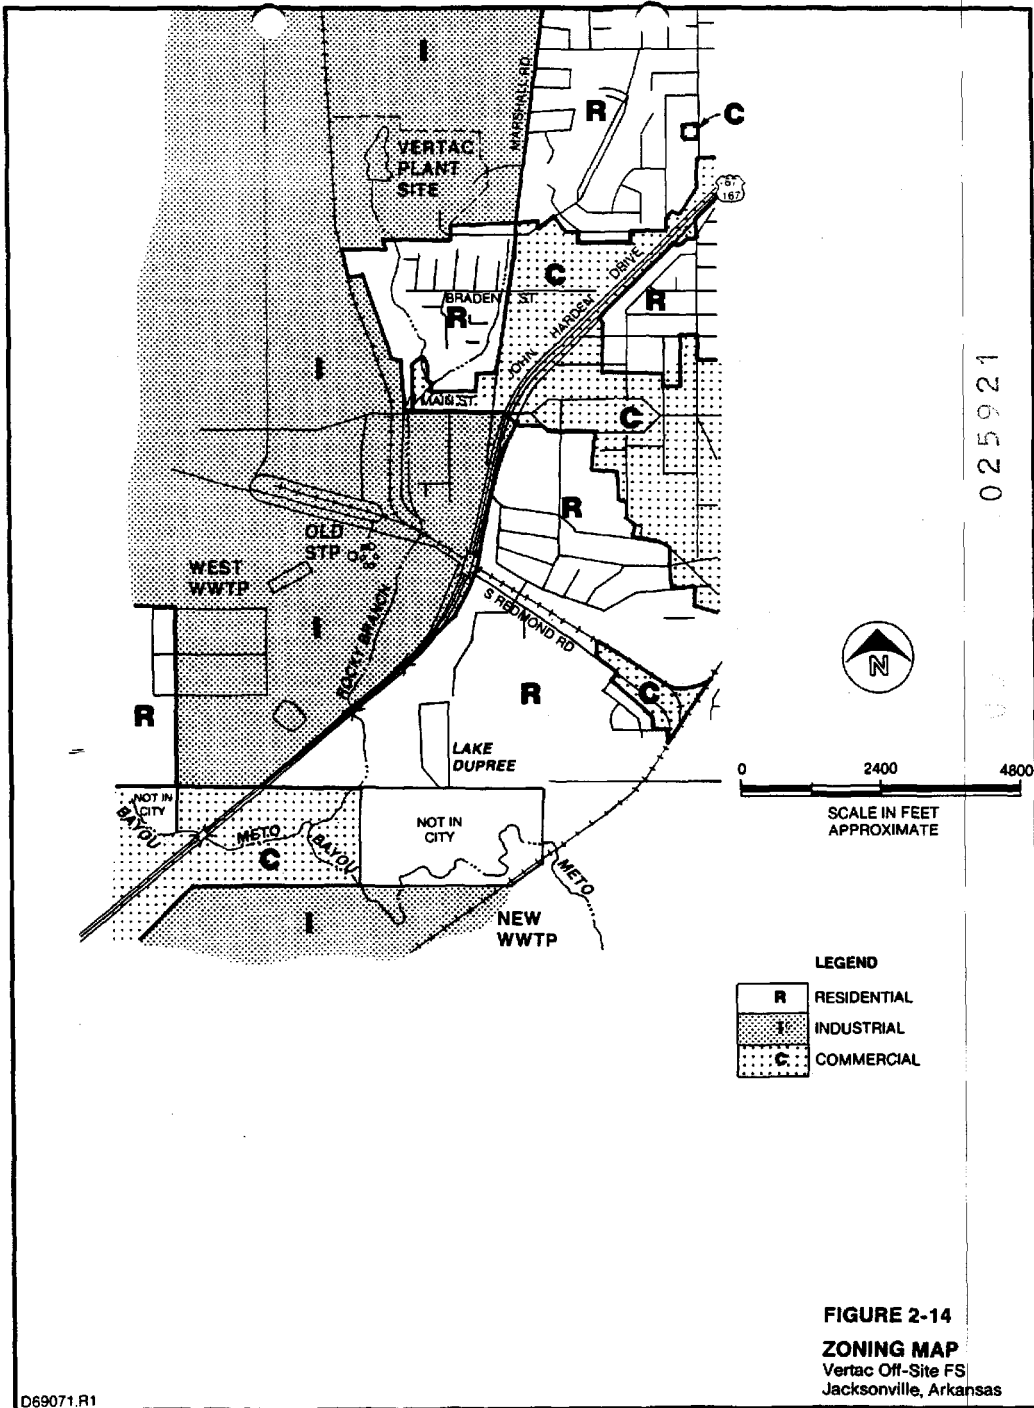 I
MARSHALL RD.
R
C
VERTAC
PLANT
SITE
67
167
C
JOHN HARDEN DRIVE
R
BRADEN ST.
R
I
MAIN ST.
C
025921
R
OLD
STP
WEST
WWTP
S REDMOND RD
I
ROCKY BRANCH
N
R
C
R
LAKE
DUPREE
0 2400 4800
SCALE IN FEET
APPROXIMATE
NOT IN
CITY
NOT IN
CITY
BAYOU
METO
BAYOU
C
METO
I
NEW
WWTP
LEGEND
R RESIDENTIAL
I INDUSTRIAL
C COMMERCIAL
FIGURE 2-14
ZONING MAP
Vertac Off-Site FS
Jacksonville, Arkansas
D69071.R1